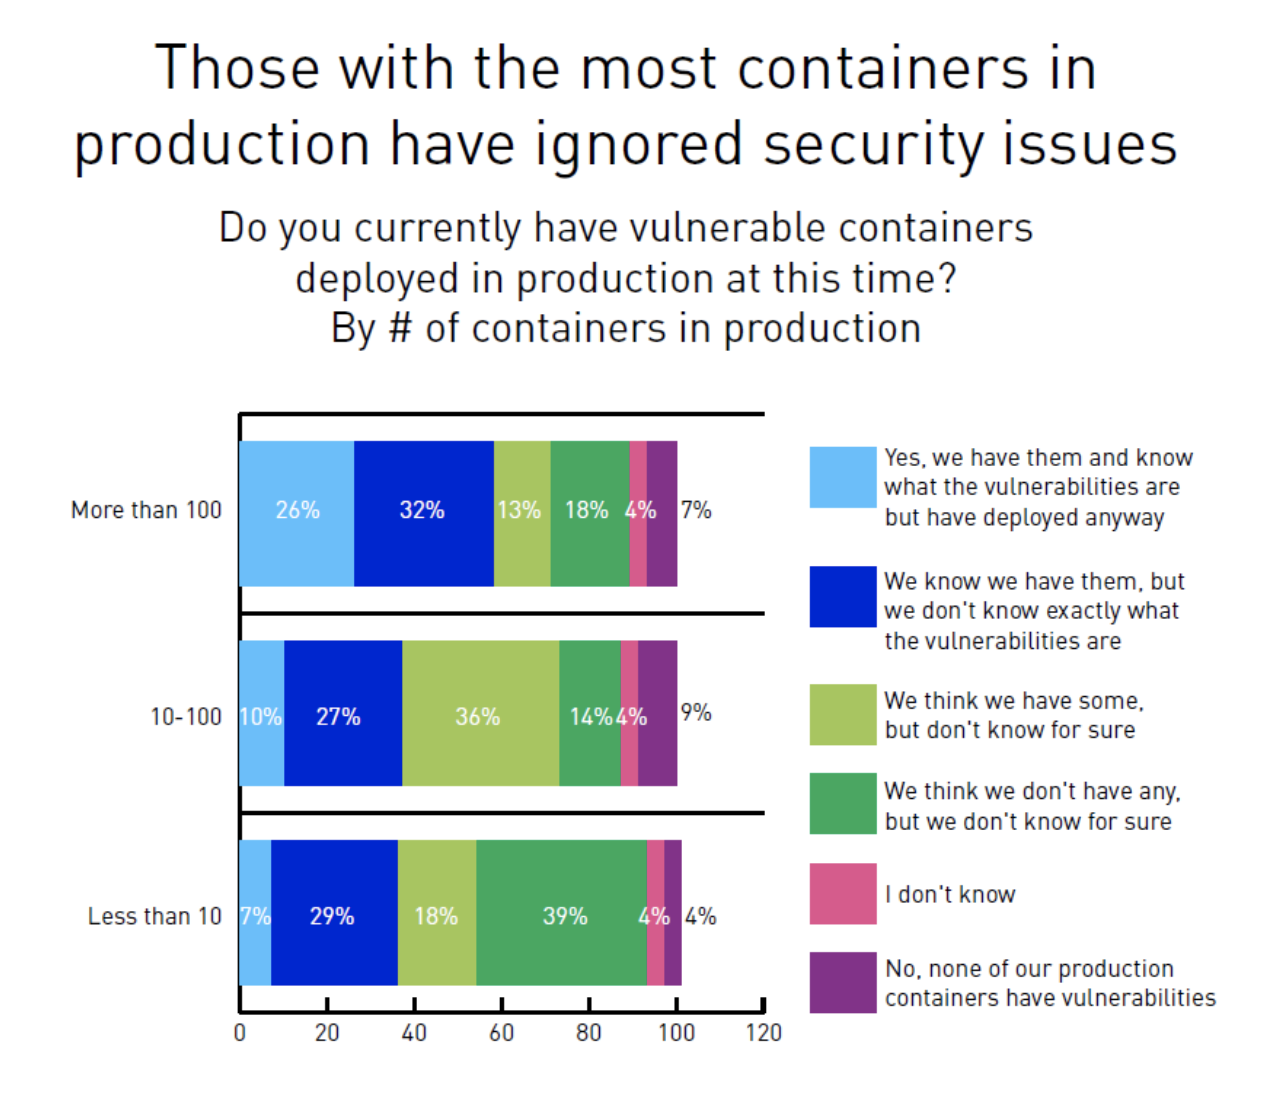 Those with the most containers in
production have ignored security issues
Do you currently have vulnerable containers
deployed in production at this time?
By # of containers in production
More than 100
26%
32%
13%
18%
4%
7%
10-100
10%
27%
36%
14%
4%
9%
Less than 10
7%
29%
18%
39%
4%
4%
0
20
40
60
80
100
120
Yes, we have them and know
what the vulnerabilities are
but have deployed anyway
We know we have them, but
we don't know exactly what
the vulnerabilities are
We think we have some,
but don't know for sure
We think we don't have any,
but we don't know for sure
I don't know
No, none of our production
containers have vulnerabilities